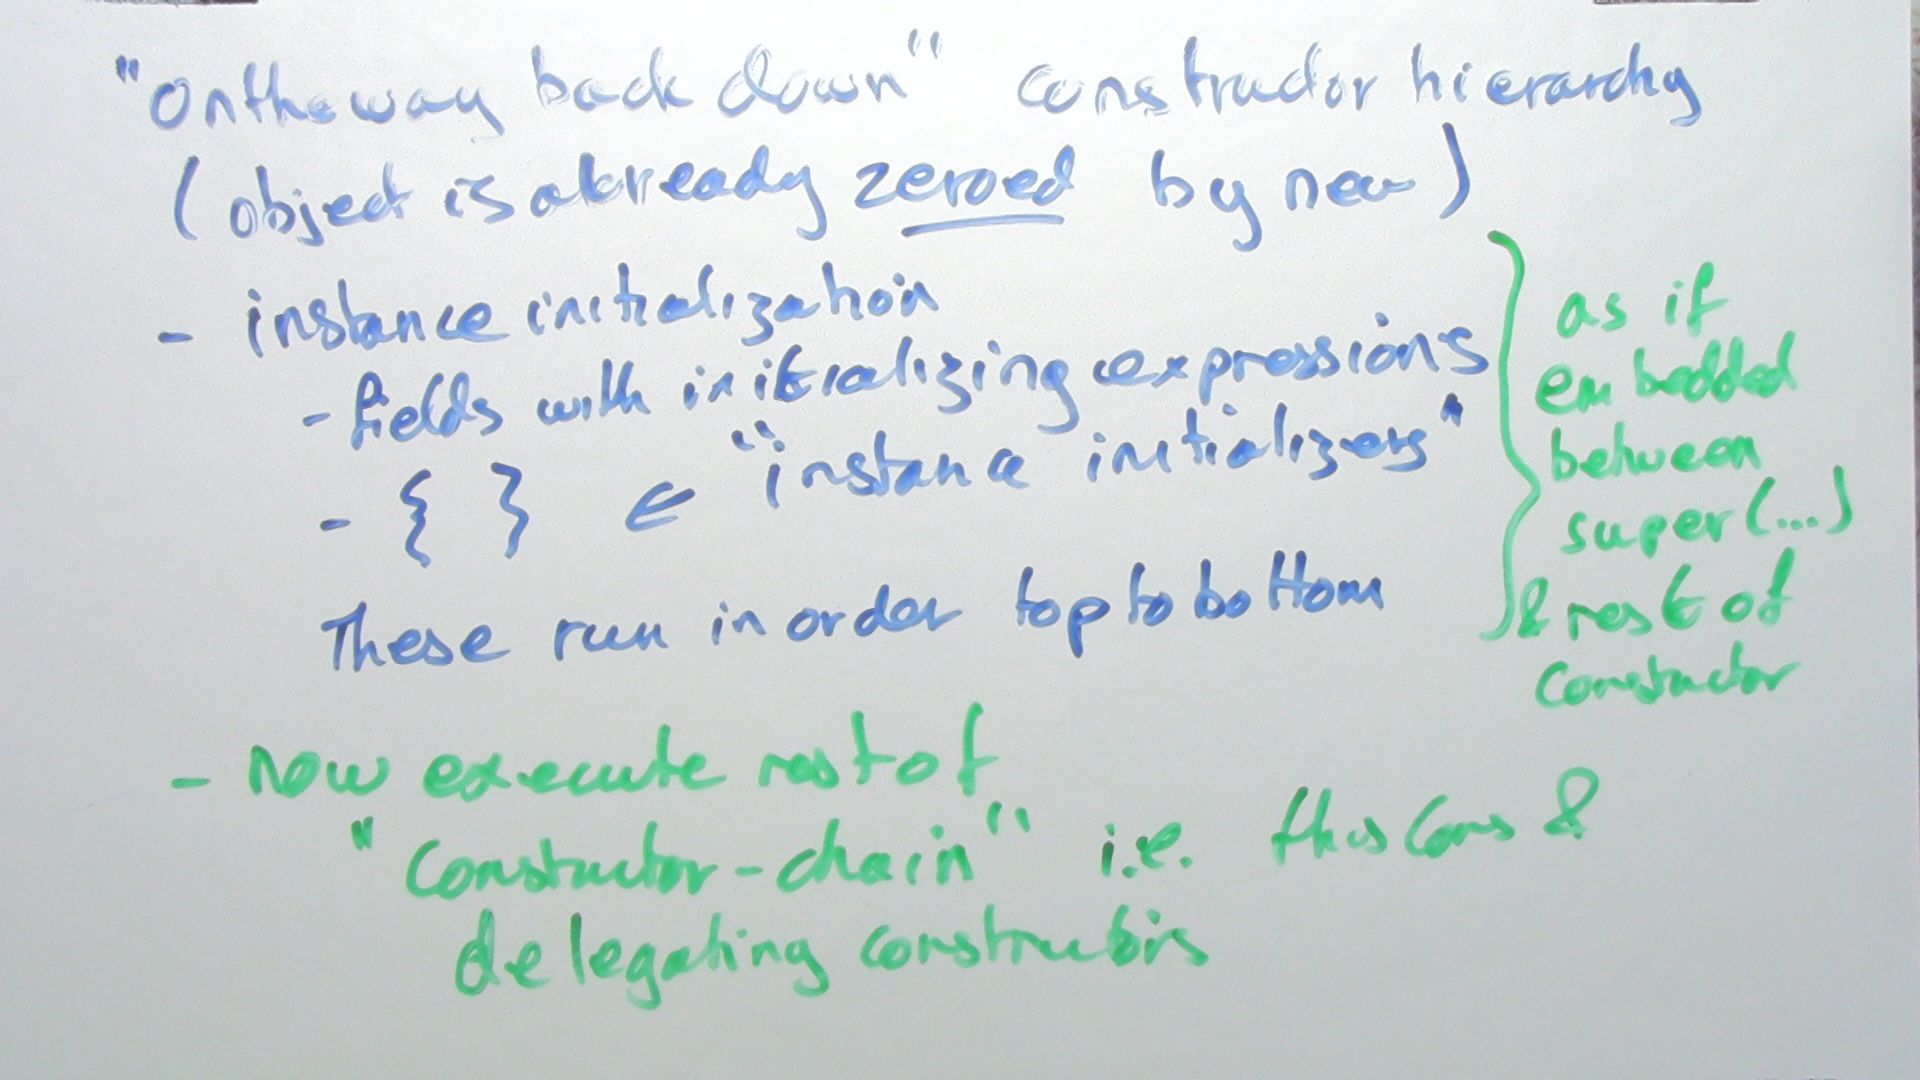 "On the way back down" constructor hierarchy
(object is already zeroed by new)
- instance initialization
- fields with initializing expressions
- { } ← "instance initializers"
These run in order top to bottom
as if
embedded
between
super(...)
& rest of
constructor
- now execute rest of
"constructor-chain" i.e. this cons &
delegating constructors